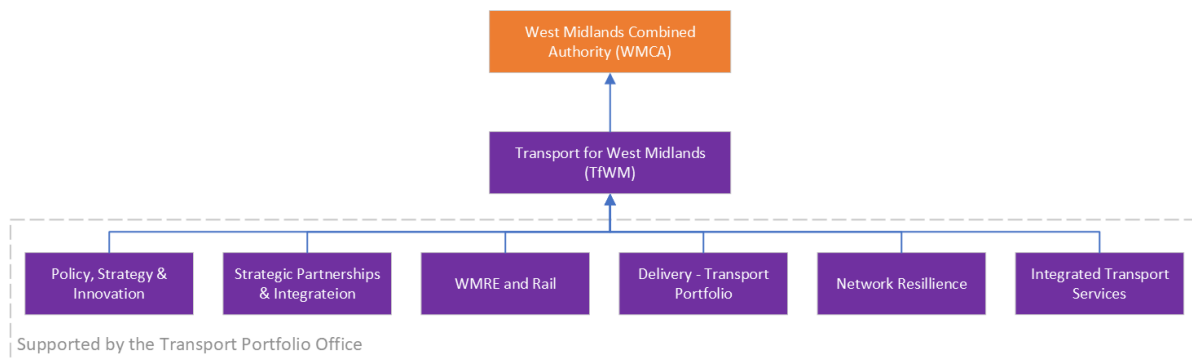 West Midlands Combined
Authority (WMCA)
Transport for West Midlands
(TfWM)
Policy, Strategy &
Innovation
Strategic Partnerships
& Integrateion
WMRE and Rail
Delivery - Transport
Portfolio
Network Resillience
Integrated Transport
Services
Supported by the Transport Portfolio Office